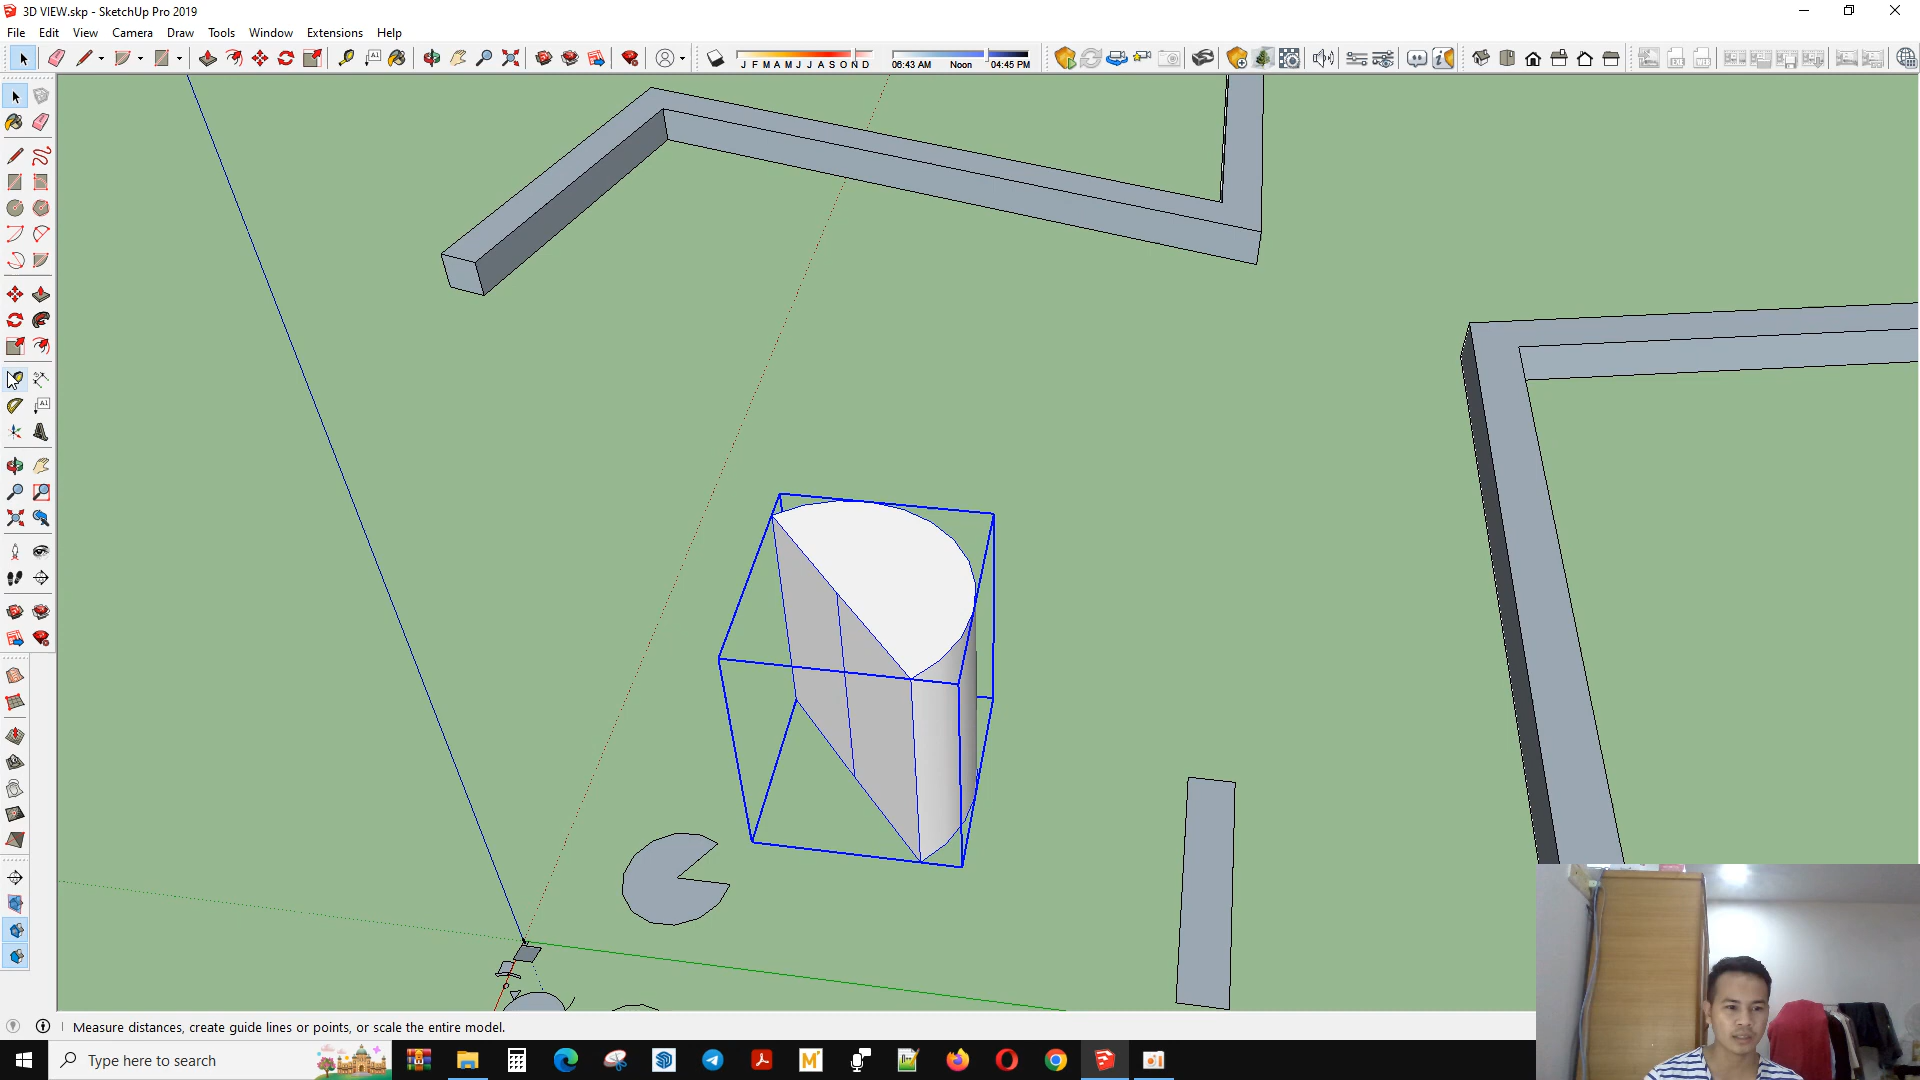 3D VIEW.skp - SketchUp Pro 2019
File Edit View Camera Draw Tools Window Extensions Help
J F M A M J J A S O N D
06:43 AM Noon 04:45 PM
A1
A1
Measure distances, create guide lines or points, or scale the entire model.
Type here to search